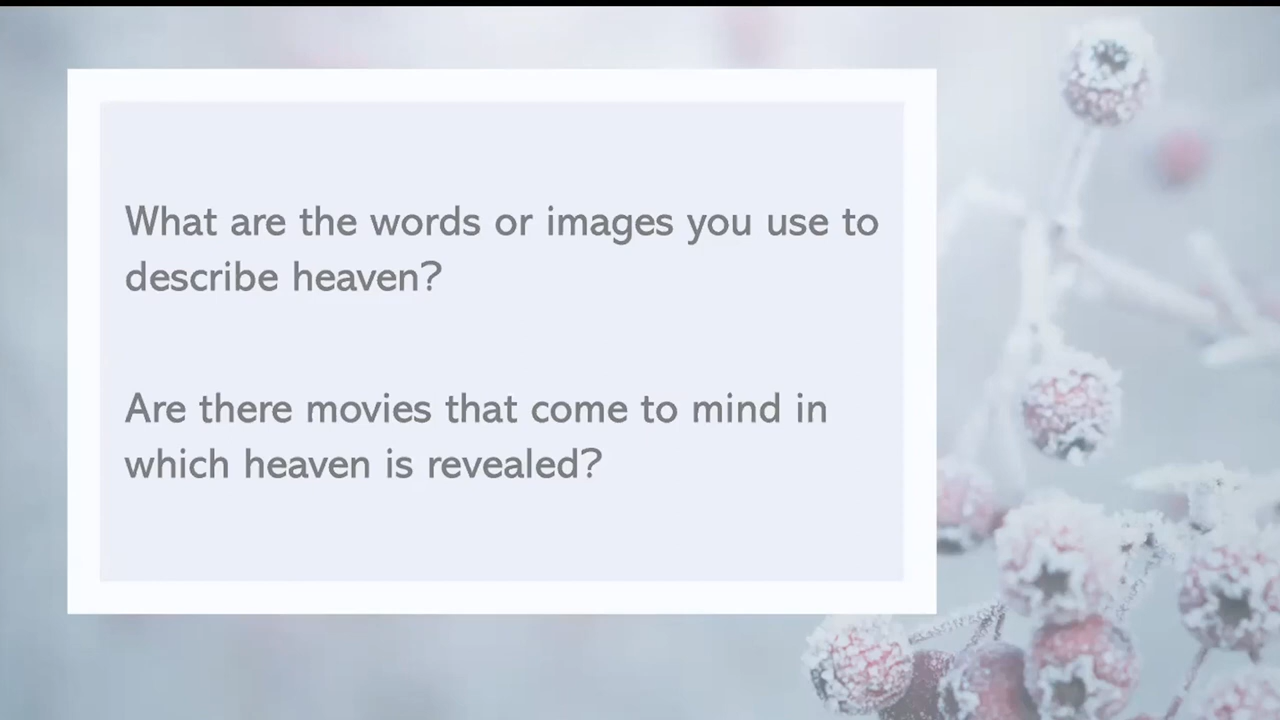 What are the words or images you use to
describe heaven?
Are there movies that come to mind in
which heaven is revealed?